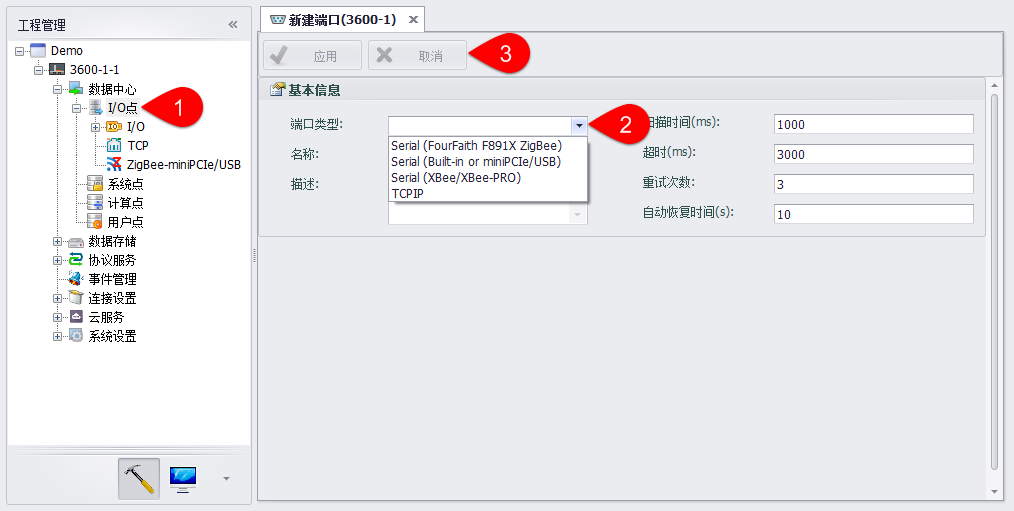 工程管理
Demo
3600-1-1
数据中心
I/O点
1
I/O
TCP
ZigBee-miniPCIe/USB
系统点
计算点
用户点
数据存储
协议服务
事件管理
连接设置
云服务
系统设置
新建端口(3600-1)
应用
取消
3
基本信息
端口类型:
2
Serial (FourFaith F891X ZigBee)
Serial (Built-in or miniPCIe/USB)
Serial (XBee/XBee-PRO)
TCPIP
名称:
描述:
描时间(ms): 1000
超时(ms): 3000
重试次数: 3
自动恢复时间(s): 10